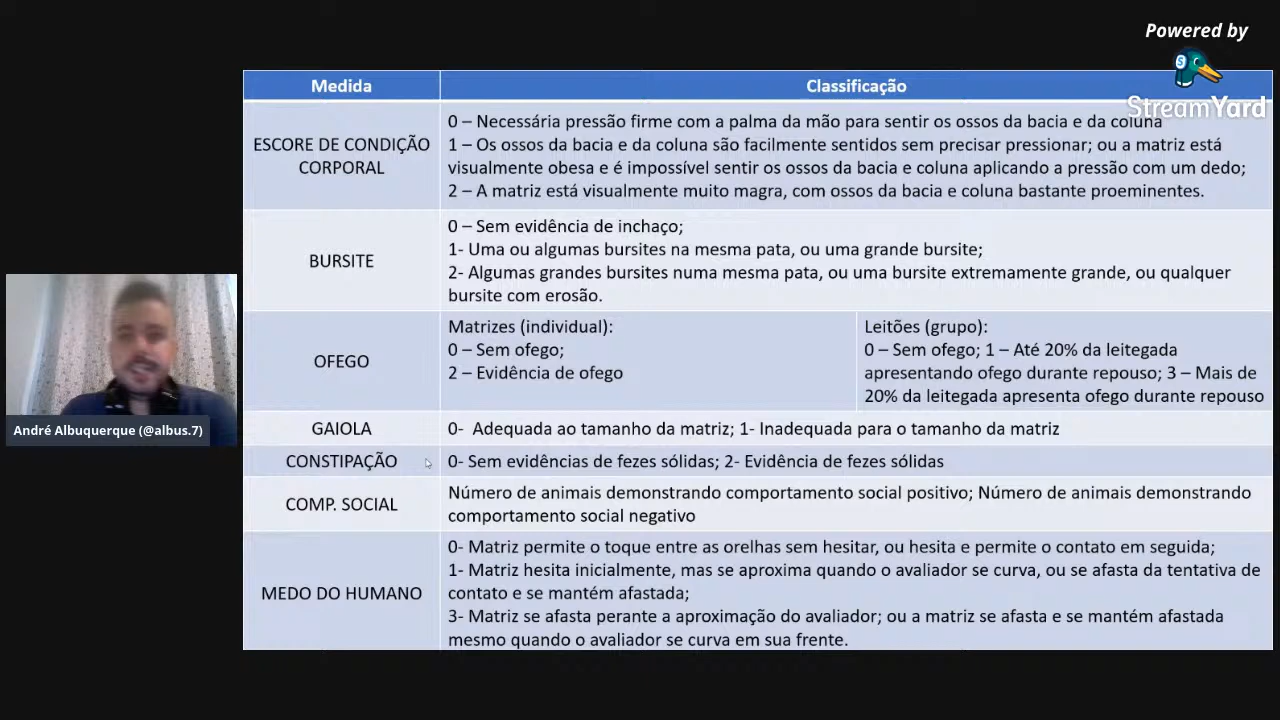 Powered by
StreamYard
Medida
Classificação
ESCORE DE CONDIÇÃO
CORPORAL
0 – Necessária pressão firme com a palma da mão para sentir os ossos da bacia e da coluna
1 – Os ossos da bacia e da coluna são facilmente sentidos sem precisar pressionar; ou a matriz está
visualmente obesa e é impossível sentir os ossos da bacia e coluna aplicando a pressão com um dedo;
2 – A matriz está visualmente muito magra, com ossos da bacia e coluna bastante proeminentes.
BURSITE
0 – Sem evidência de inchaço;
1- Uma ou algumas bursites na mesma pata, ou uma grande bursite;
2- Algumas grandes bursites numa mesma pata, ou uma bursite extremamente grande, ou qualquer
bursite com erosão.
OFEGO
Matrizes (individual):
0 – Sem ofego;
2 – Evidência de ofego
Leitões (grupo):
0 – Sem ofego; 1 – Até 20% da leitegada
apresentando ofego durante repouso; 3 – Mais de
20% da leitegada apresenta ofego durante repouso
GAIOLA
0- Adequada ao tamanho da matriz; 1- Inadequada para o tamanho da matriz
CONSTIPAÇÃO
0- Sem evidências de fezes sólidas; 2- Evidência de fezes sólidas
COMP. SOCIAL
Número de animais demonstrando comportamento social positivo; Número de animais demonstrando
comportamento social negativo
MEDO DO HUMANO
0- Matriz permite o toque entre as orelhas sem hesitar, ou hesita e permite o contato em seguida;
1- Matriz hesita inicialmente, mas se aproxima quando o avaliador se curva, ou se afasta da tentativa de
contato e se mantém afastada;
3- Matriz se afasta perante a aproximação do avaliador; ou a matriz se afasta e se mantém afastada
mesmo quando o avaliador se curva em sua frente.
André Albuquerque (@albus.7)